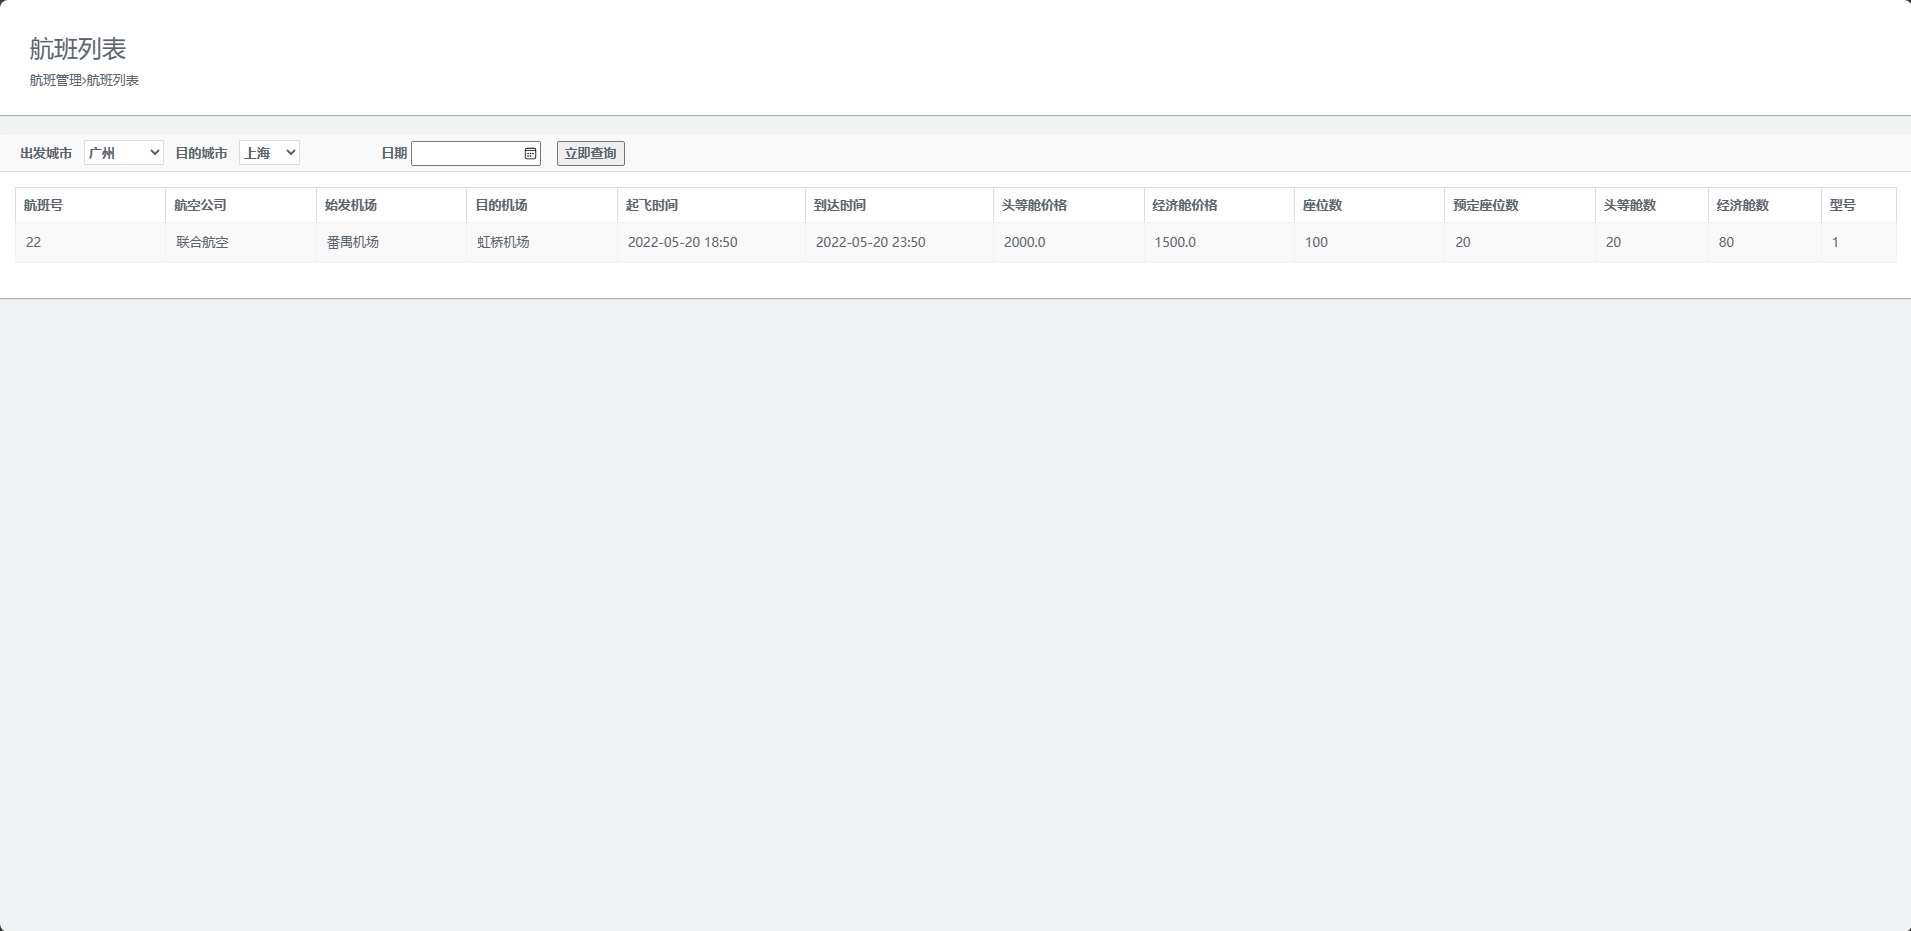 航班列表
航班管理>航班列表
出发城市 广州 目的城市 上海 日期 立即查询
航班号 航空公司 始发机场 目的机场 起飞时间 到达时间 头等舱价格 经济舱价格 座位数 预定座位数 头等舱数 经济舱数 型号
22 联合航空 番禺机场 虹桥机场 2022-05-20 18:50 2022-05-20 23:50 2000.0 1500.0 100 20 20 80 1